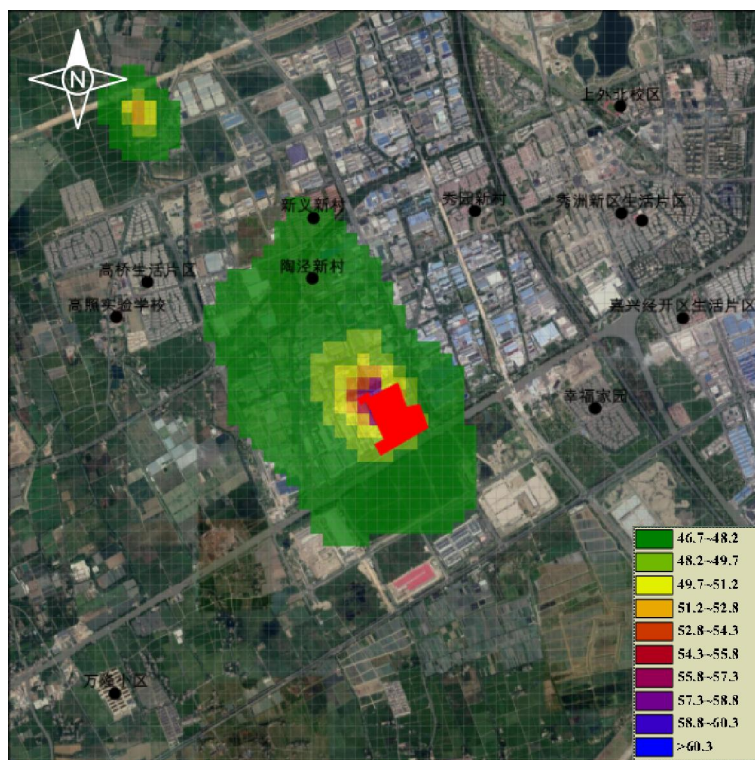 N
上外北校区
新义新村
秀园新村
秀洲新区生活片区
陶泾新村
高桥生活片区
高照实验学校
嘉兴经开区生活片区
幸福家园
万隆小区
46.7~48.2
48.2~49.7
49.7~51.2
51.2~52.8
52.8~54.3
54.3~55.8
55.8~57.3
57.3~58.8
58.8~60.3
>60.3